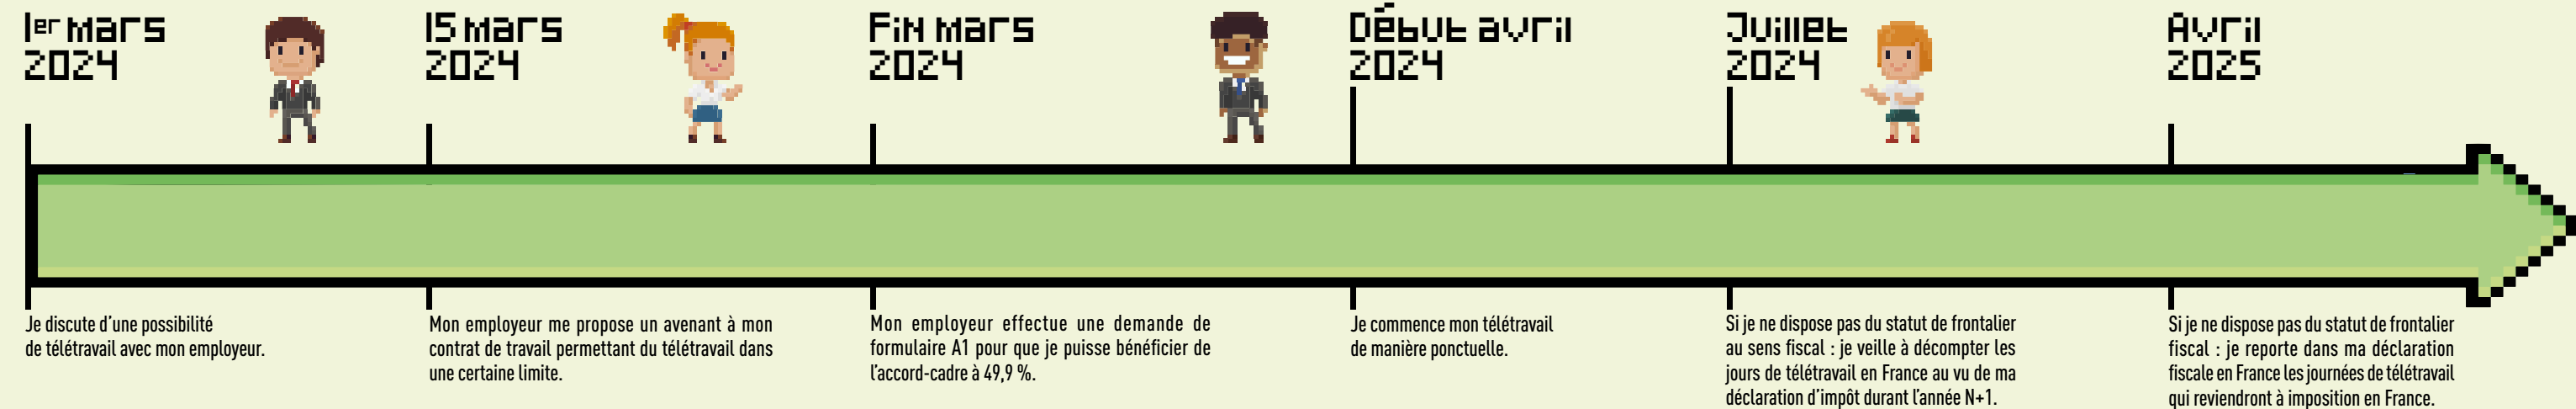 1er mars
2024
15 mars
2024
Fin mars
2024
Début avril
2024
Juillet
2024
Avril
2025
Je discute d’une possibilité
de télétravail avec mon employeur.
Mon employeur me propose un avenant à mon
contrat de travail permettant du télétravail dans
une certaine limite.
Mon employeur effectue une demande de
formulaire A1 pour que je puisse bénéficier de
l’accord-cadre à 49,9 %.
Je commence mon télétravail
de manière ponctuelle.
Si je ne dispose pas du statut de frontalier
au sens fiscal : je veille à décompter les
jours de télétravail en France au vu de ma
déclaration d’impôt durant l’année N+1.
Si je ne dispose pas du statut de frontalier
fiscal : je reporte dans ma déclaration
fiscale en France les journées de télétravail
qui reviendront à imposition en France.